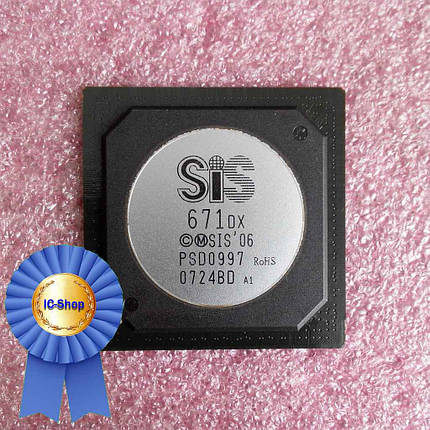 SiS
671DX
©ⓂSIS'06
PSD0997 RoHS
0724BD A1
IC-Shop